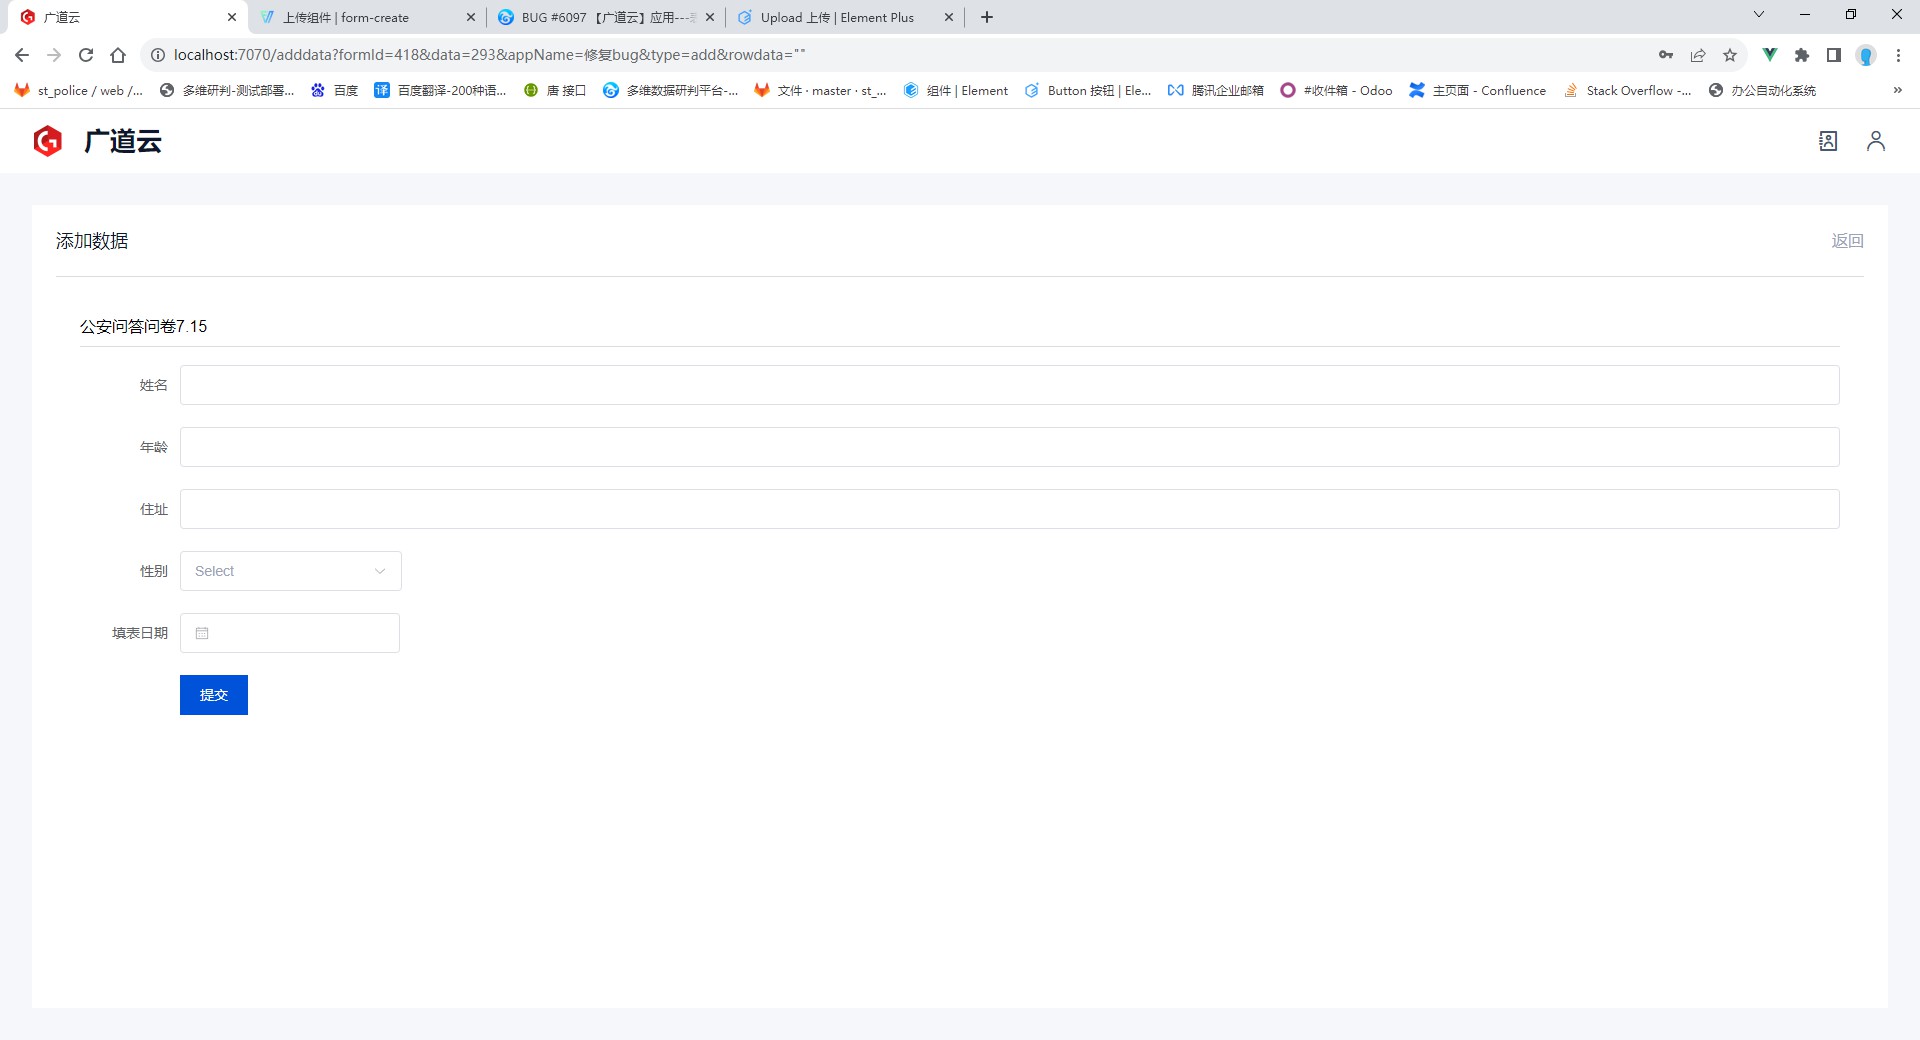 广道云
上传组件 | form-create
BUG #6097 【广道云】应用---
Upload 上传 | Element Plus
localhost:7070/adddata?formId=418&data=293&appName=修复bug&type=add&rowdata=""
st_police / web /...
多维研判-测试部署...
百度
译
百度翻译-200种语...
唐 接口
多维数据研判平台-...
文件 · master · st_...
组件 | Element
Button 按钮 | Ele...
腾讯企业邮箱
#收件箱 - Odoo
主页面 - Confluence
Stack Overflow -...
办公自动化系统
广道云
添加数据
返回
公安问答问卷7.15
姓名
年龄
住址
性别
Select
填表日期
提交